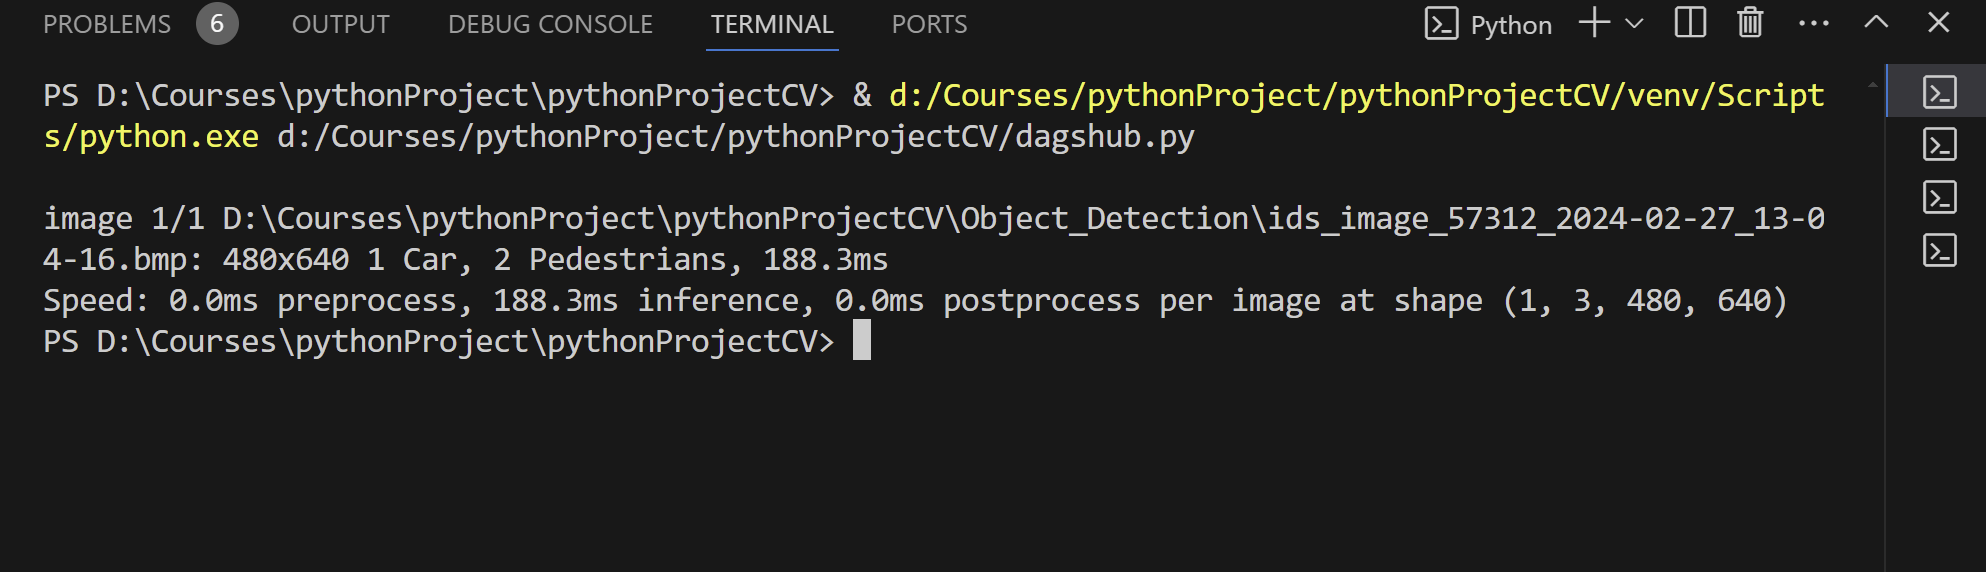 PROBLEMS 6 OUTPUT DEBUG CONSOLE TERMINAL PORTS Python
PS D:\Courses\pythonProject\pythonProjectCV> & d:/Courses/pythonProject/pythonProjectCV/venv/Script
s/python.exe d:/Courses/pythonProject/pythonProjectCV/dagshub.py
image 1/1 D:\Courses\pythonProject\pythonProjectCV\Object_Detection\ids_image_57312_2024-02-27_13-0
4-16.bmp: 480x640 1 Car, 2 Pedestrians, 188.3ms
Speed: 0.0ms preprocess, 188.3ms inference, 0.0ms postprocess per image at shape (1, 3, 480, 640)
PS D:\Courses\pythonProject\pythonProjectCV>